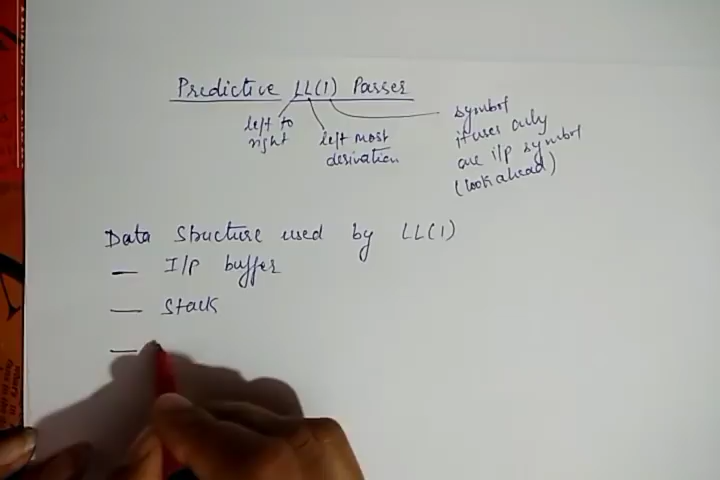 Predictive LL(1) Parser
left to
right
left most
derivation
symbol
it uses only
one i/p symbol
(look ahead)
Data Structure used by LL(1)
— I/P buffer
— Stack
—